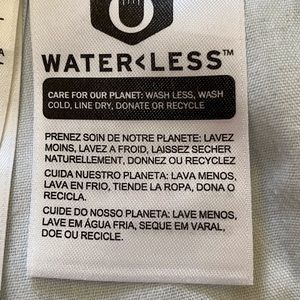 WATER<LESS™
CARE FOR OUR PLANET: WASH LESS, WASH
COLD, LINE DRY, DONATE OR RECYCLE
PRENEZ SOIN DE NOTRE PLANETE: LAVEZ
MOINS, LAVEZ A FROID, LAISSEZ SECHER
NATURELLEMENT, DONNEZ OU RECYCLEZ
CUIDA NUESTRO PLANETA: LAVA MENOS,
LAVA EN FRIO, TIENDE LA ROPA, DONA O
RECICLA.
CUIDE DO NOSSO PLANETA: LAVE MENOS,
LAVE EM ÁGUA FRIA, SEQUE EM VARAL,
DOE OU RECICLE.